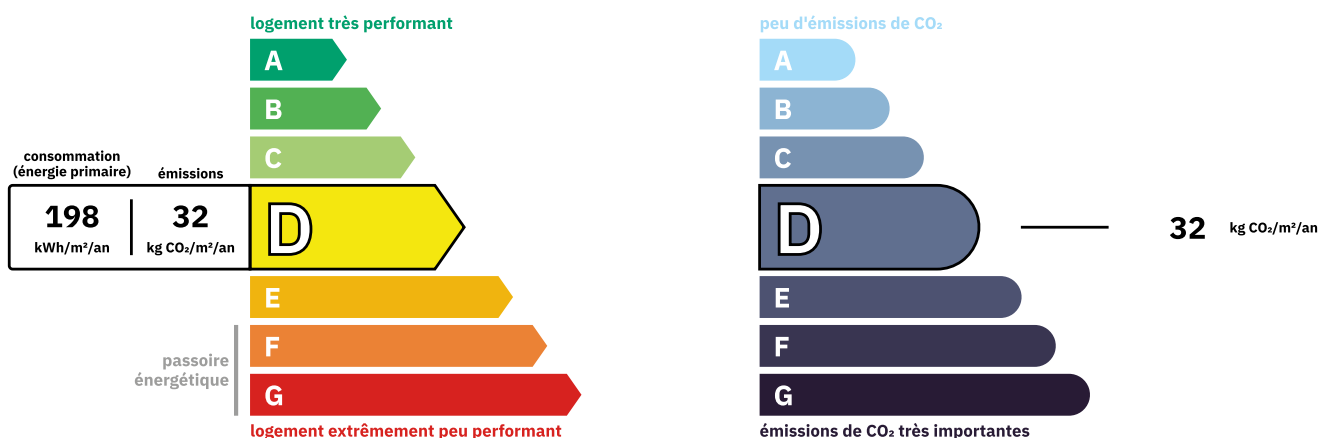 logement très performant
A
B
C
consommation
(énergie primaire)
émissions
198
kWh/m²/an
32
kg CO₂/m²/an
D
E
F
G
passoire
énergétique
logement extrêmement peu performant
peu d'émissions de CO₂
A
B
C
D
32
kg CO₂/m²/an
E
F
G
émissions de CO₂ très importantes